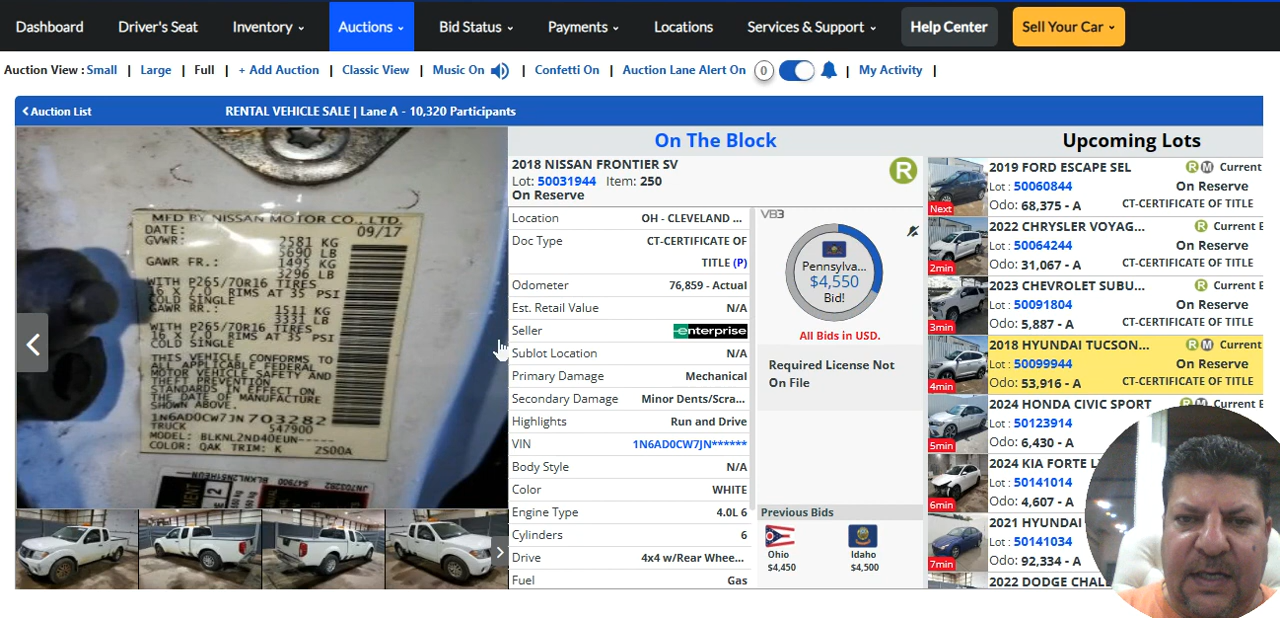 Dashboard Driver's Seat Inventory Auctions Bid Status Payments Locations Services & Support Help Center Sell Your Car
Auction View : Small | Large | Full | + Add Auction | Classic View | Music On | Confetti On | Auction Lane Alert On 0 | My Activity |
Auction List RENTAL VEHICLE SALE | Lane A - 10,320 Participants
MFD BY NISSAN MOTOR CO., LTD.
DATE: 09/17
GVWR: 2581 KG
5690 LB
GAWR FR.: 1495 KG
3296 LB
WITH P265/70R16 TIRES
16 X 7.0 RIMS AT 35 PSI
COLD SINGLE
GAWR RR.: 1511 KG
3331 LB
WITH P265/70R16 TIRES
16 X 7.0 RIMS AT 35 PSI
COLD SINGLE
THIS VEHICLE CONFORMS TO
ALL APPLICABLE FEDERAL
MOTOR VEHICLE SAFETY AND
THEFT PREVENTION
STANDARDS IN EFFECT ON
THE DATE OF MANUFACTURE
SHOWN ABOVE.
1N6AD0CW7JN703282
TRUCK 547900
MODEL: BLKNL2ND40EUN-----
COLOR: QAK TRIM: K 2S00A
On The Block
2018 NISSAN FRONTIER SV
R
Lot: 50031944 Item: 250
On Reserve
Location OH - CLEVELAND ...
Doc Type CT-CERTIFICATE OF
TITLE (P)
Odometer 76,859 - Actual
Est. Retail Value N/A
Seller enterprise
Sublot Location N/A
Primary Damage Mechanical
Secondary Damage Minor Dents/Scra...
Highlights Run and Drive
VIN 1N6AD0CW7JN******
Body Style N/A
Color WHITE
Engine Type 4.0L 6
Cylinders 6
Drive 4x4 w/Rear Whee...
Fuel Gas
VB3
Pennsylva...
$4,550
Bid!
All Bids in USD.
Required License Not
On File
Previous Bids
Ohio Idaho
$4,450 $4,500
Upcoming Lots
2019 FORD ESCAPE SEL R M Current
Lot : 50060844 On Reserve
Next Odo: 68,375 - A CT-CERTIFICATE OF TITLE
2022 CHRYSLER VOYAG... R Current E
Lot : 50064244 On Reserve
2min Odo: 31,067 - A CT-CERTIFICATE OF TITLE
2023 CHEVROLET SUBU... R Current E
Lot : 50091804 On Reserve
3min Odo: 5,887 - A CT-CERTIFICATE OF TITLE
2018 HYUNDAI TUCSON... R M Current
Lot : 50099944 On Reserve
4min Odo: 53,916 - A CT-CERTIFICATE OF TITLE
2024 HONDA CIVIC SPORT Current E
Lot : 50123914
5min Odo: 6,430 - A
2024 KIA FORTE L
Lot : 50141014
6min Odo: 4,607 - A
2021 HYUNDAI
Lot : 50141034
7min Odo: 92,334 - A
2022 DODGE CHAL